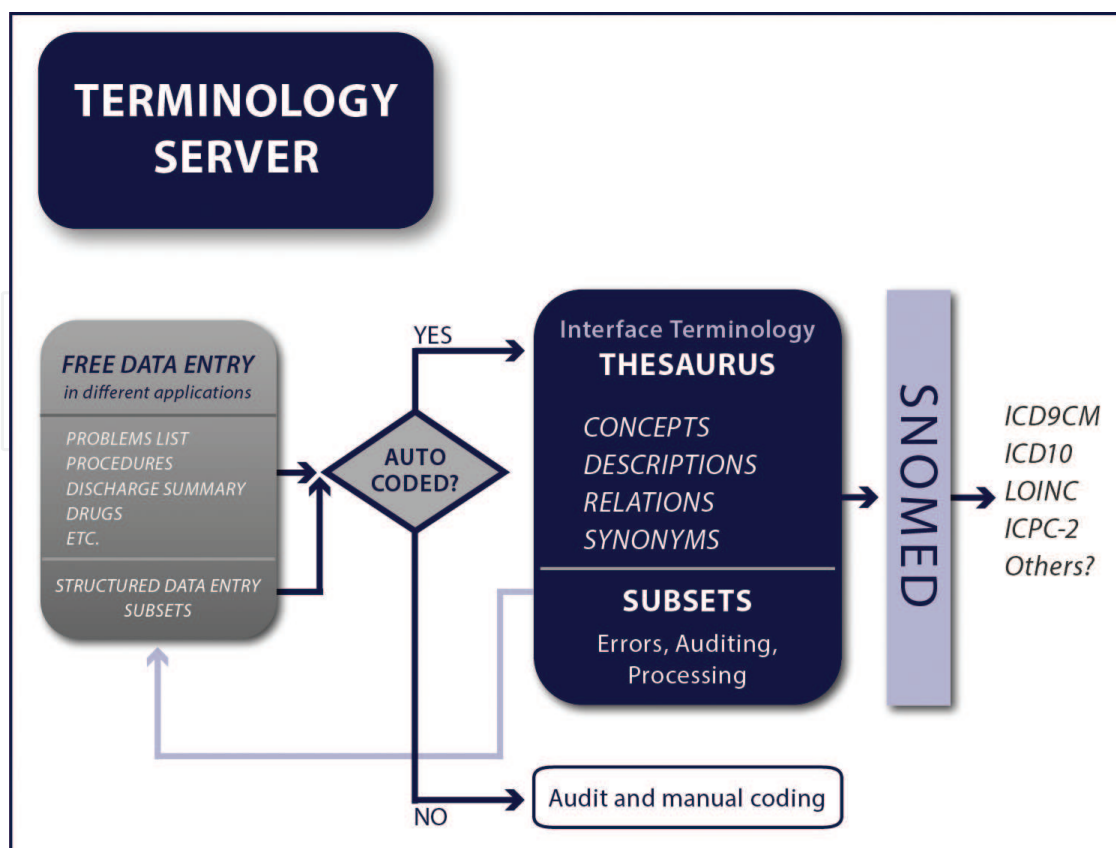 TERMINOLOGY
SERVER
FREE DATA ENTRY
in different applications
PROBLEMS LIST
PROCEDURES
DISCHARGE SUMMARY
DRUGS
ETC.
STRUCTURED DATA ENTRY
SUBSETS
YES
AUTO
CODED?
NO
Interface Terminology
THESAURUS
CONCEPTS
DESCRIPTIONS
RELATIONS
SYNONYMS
SUBSETS
Errors, Auditing,
Processing
Audit and manual coding
SNOMED
ICD9CM
ICD10
LOINC
ICPC-2
Others?